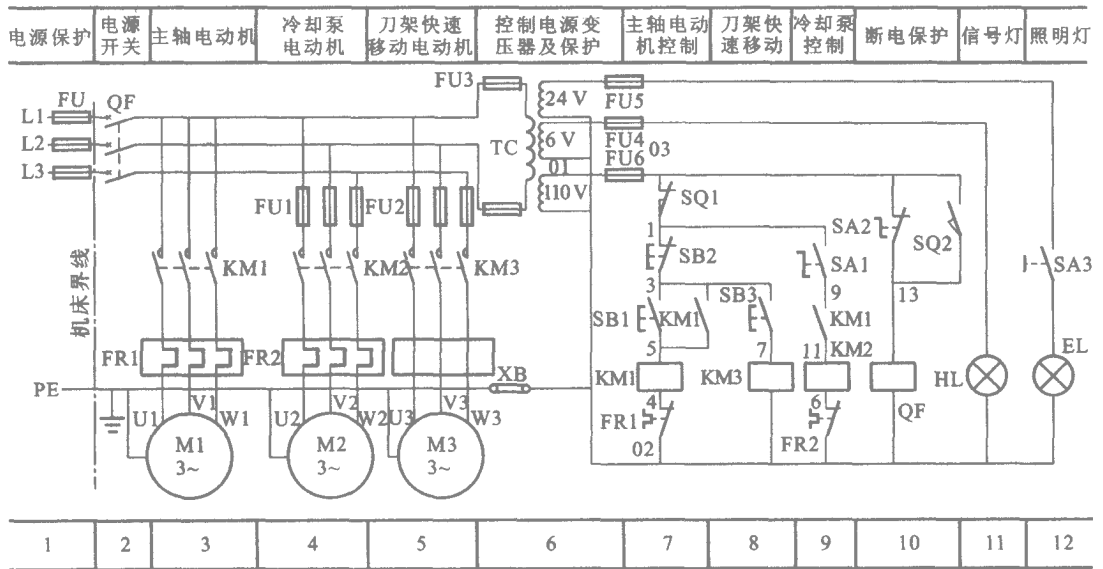 电源保护 电源开关 主轴电动机 冷却泵电动机 刀架快速移动电动机 控制电源变压器及保护 主轴电动机控制 刀架快速移动 冷却泵控制 断电保护 信号灯 照明灯
FU3
FU QF 24 V FU5
L1
FU4
L2 TC 6 V FU6 03
L3 01
110 V
FU1 FU2 SQ1
SA2 SQ2
1
SB2 SA1 SA3
机床界线 KM1 KM2 KM3
3 9 13
SB3
SB1 KM1 KM1
5 7 11 KM2 EL
FR1 FR2
XB KM1 KM3 HL
PE
V1 V2 V3 4 6 QF
U1 W1 U2 W2 U3 W3 FR1
M1 M2 M3
3~ 3~ 3~ 02 FR2
1 2 3 4 5 6 7 8 9 10 11 12